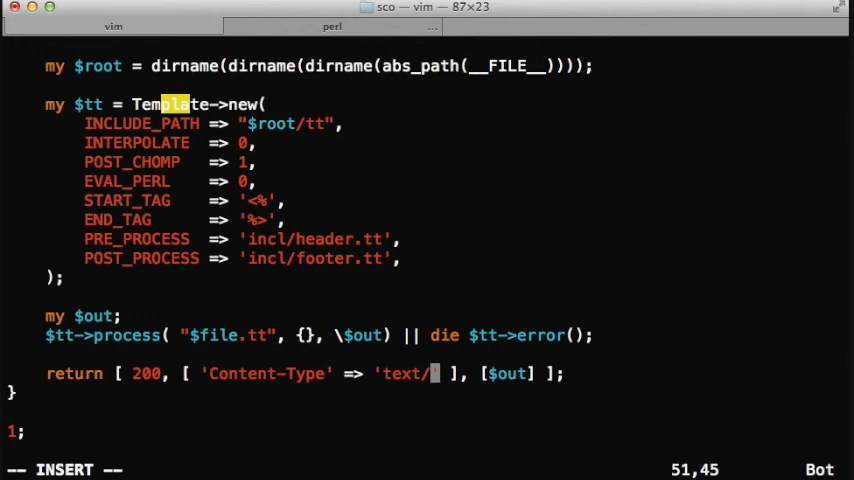 sco — vim — 87×23
vim perl ...
my $root = dirname(dirname(dirname(abs_path(__FILE__))));
my $tt = Template->new(
INCLUDE_PATH => "$root/tt",
INTERPOLATE => 0,
POST_CHOMP => 1,
EVAL_PERL => 0,
START_TAG => '<%',
END_TAG => '%>',
PRE_PROCESS => 'incl/header.tt',
POST_PROCESS => 'incl/footer.tt',
);
my $out;
$tt->process( "$file.tt", {}, \$out) || die $tt->error();
return [ 200, [ 'Content-Type' => 'text/' ], [$out] ];
}
1;
-- INSERT -- 51,45 Bot